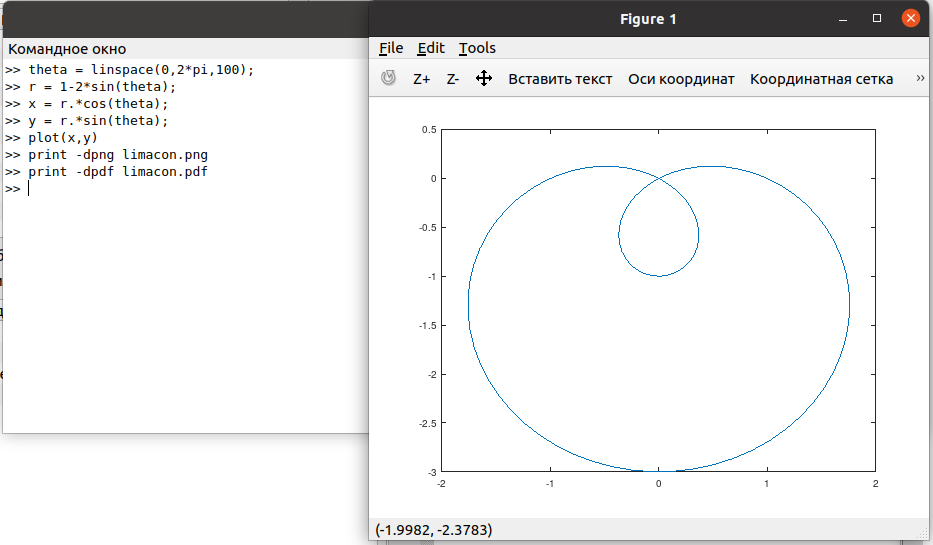 Командное окно
>> theta = linspace(0,2*pi,100);
>> r = 1-2*sin(theta);
>> x = r.*cos(theta);
>> y = r.*sin(theta);
>> plot(x,y)
>> print -dpng limacon.png
>> print -dpdf limacon.pdf
>>
Figure 1
File Edit Tools
Z+ Z- Вставить текст Оси координат Координатная сетка »
0.5
0
-0.5
-1
-1.5
-2
-2.5
-3
-2 -1 0 1 2
(-1.9982, -2.3783)